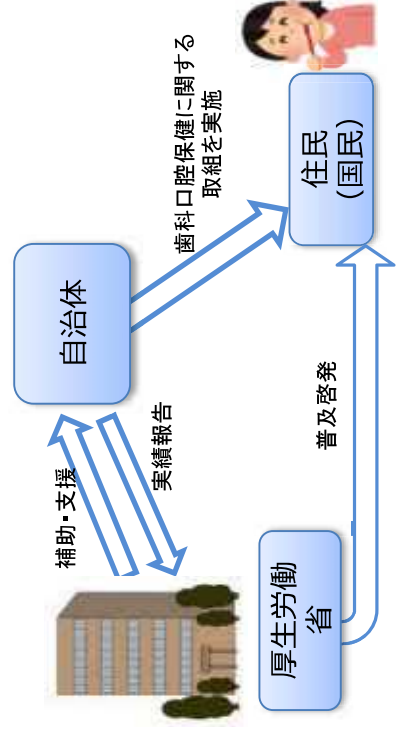 補助・支援
実績報告
厚生労働
省
自治体
普及啓発
歯科口腔保健に関する
取組を実施
住民
(国民)